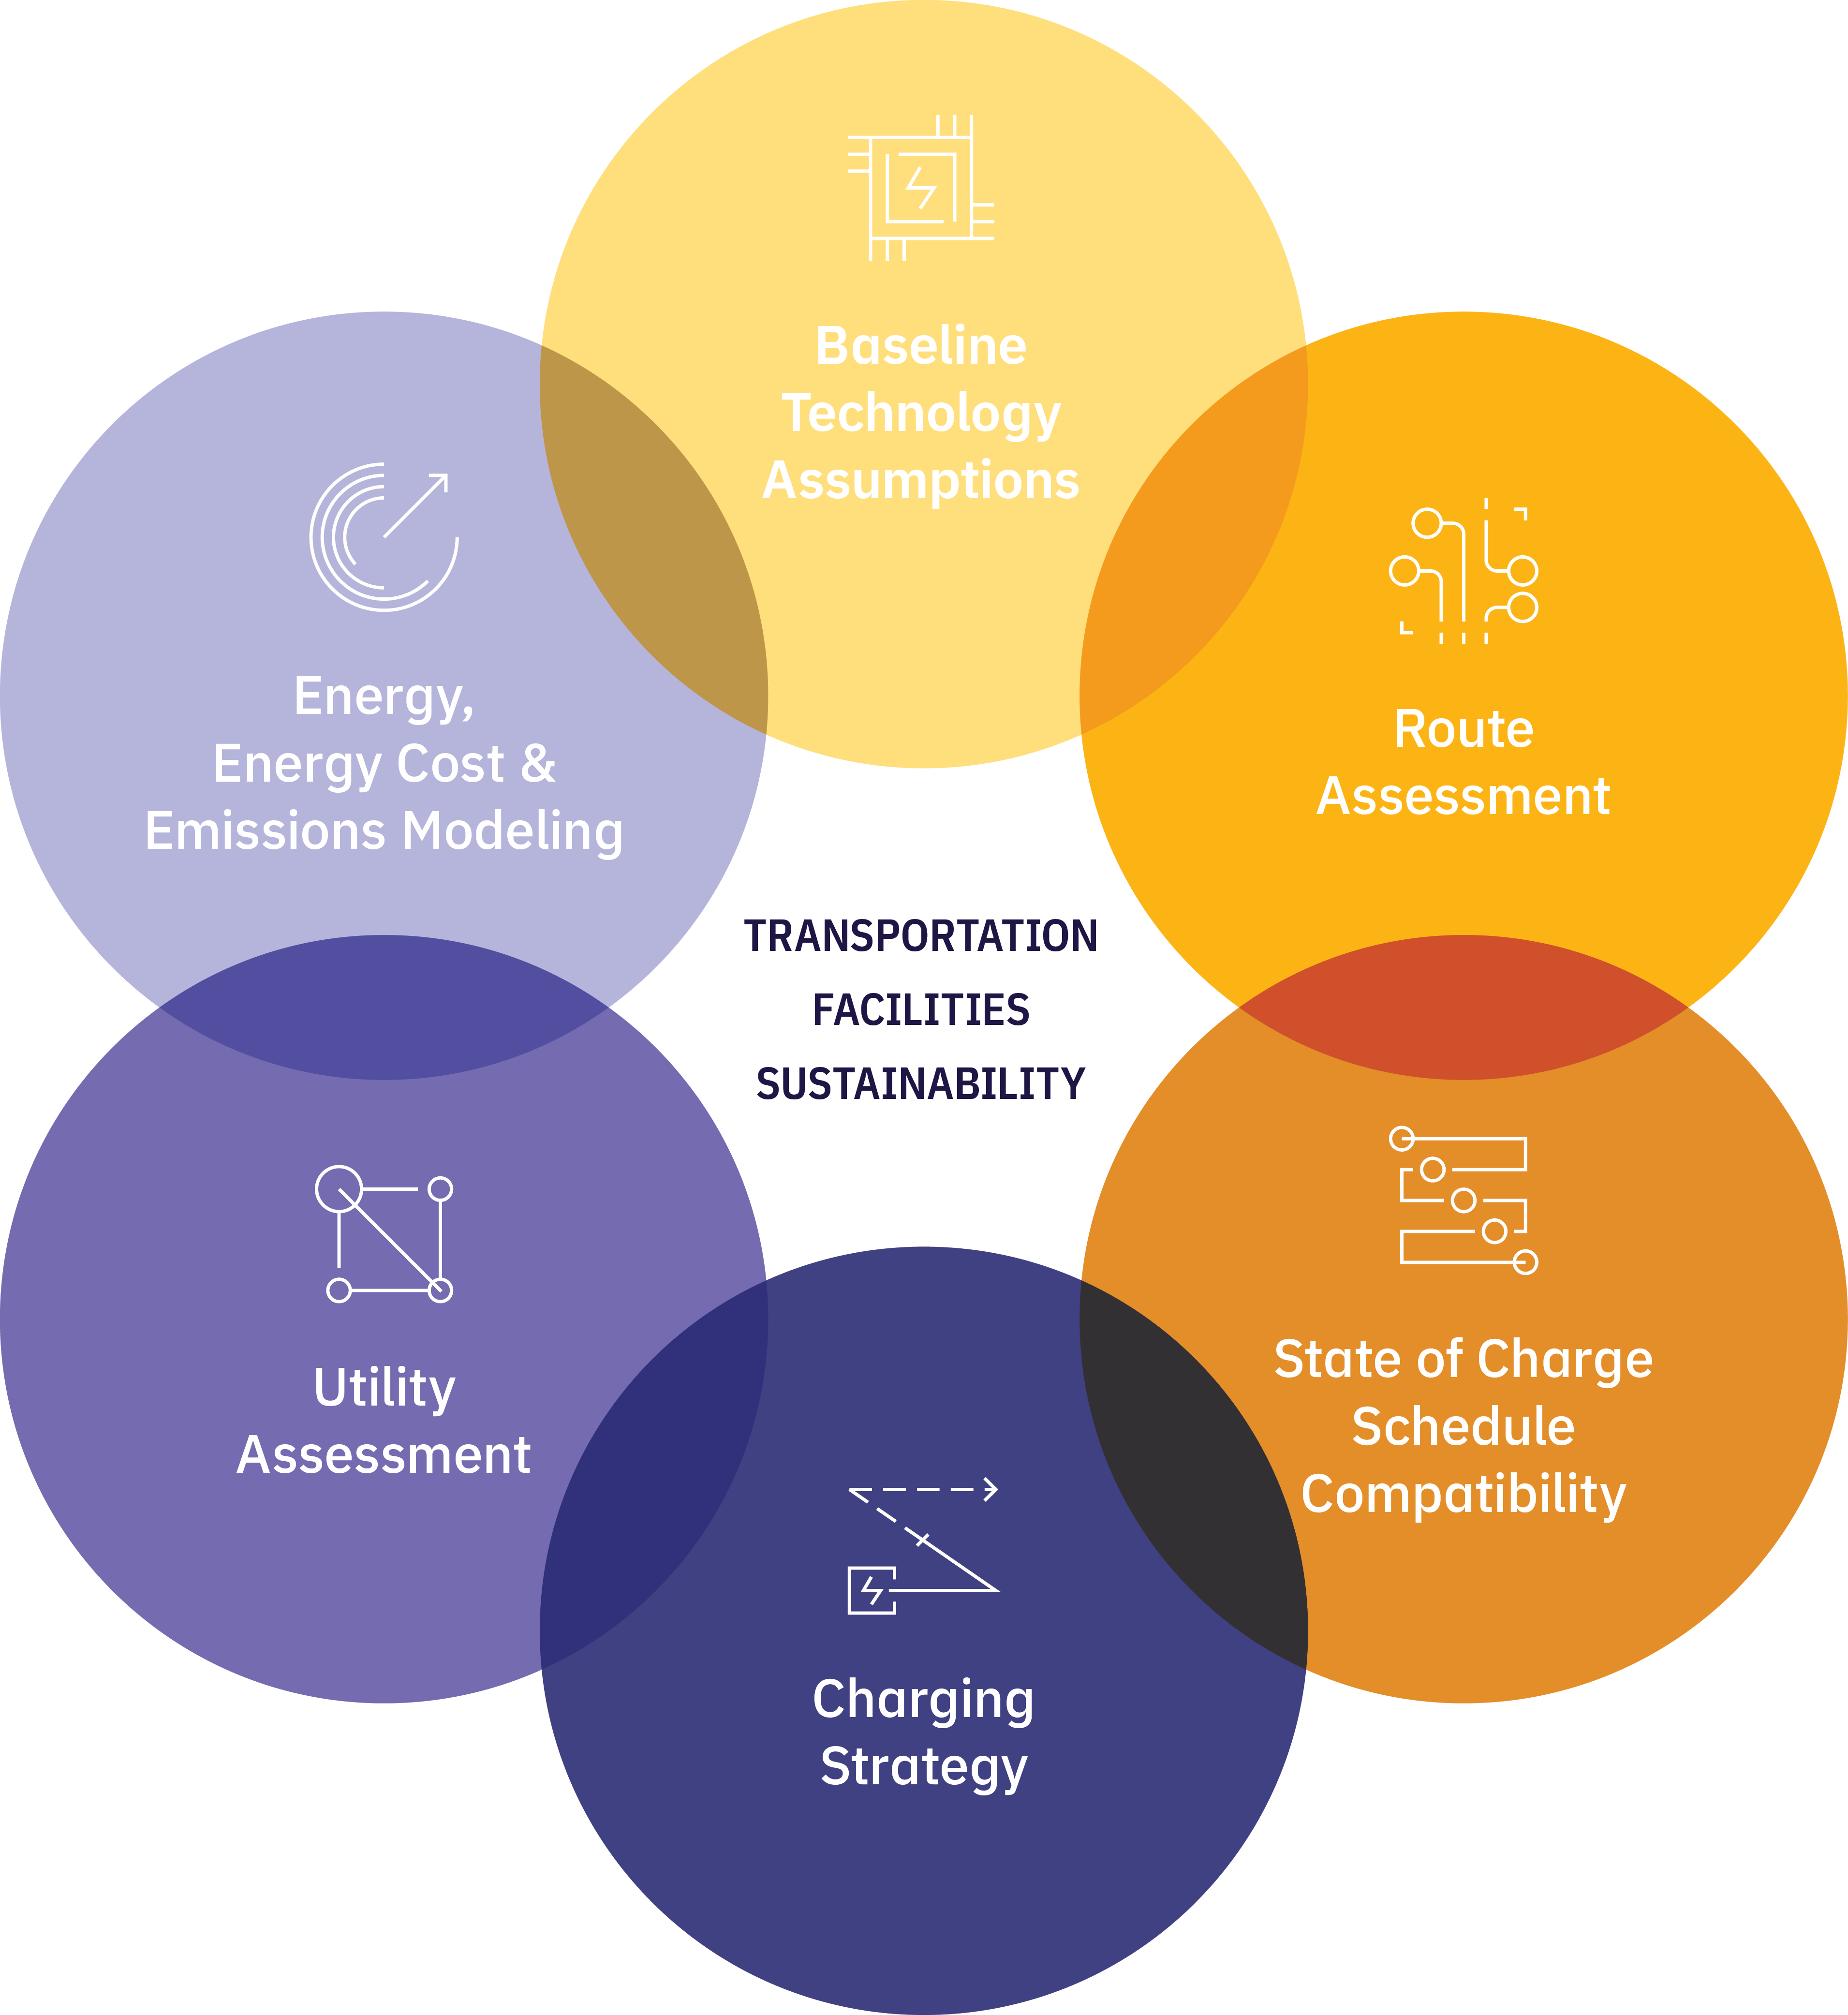 Baseline
Technology
Assumptions
Route
Assessment
State of Charge
Schedule
Compatibility
Charging
Strategy
Utility
Assessment
Energy,
Energy Cost &
Emissions Modeling
TRANSPORTATION
FACILITIES
SUSTAINABILITY